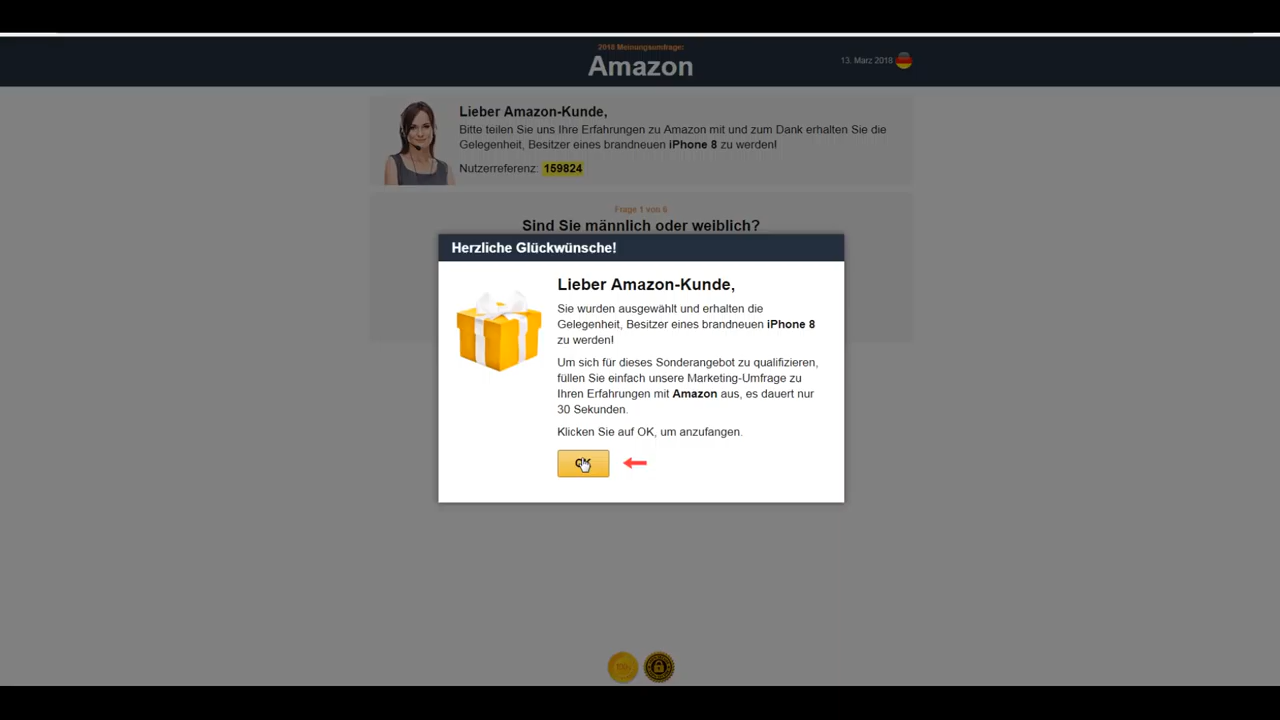 2018 Meinungsumfrage:
Amazon
13. März 2018
Lieber Amazon-Kunde,
Bitte teilen Sie uns Ihre Erfahrungen zu Amazon mit und zum Dank erhalten Sie die
Gelegenheit, Besitzer eines brandneuen iPhone 8 zu werden!
Nutzerreferenz: 159824
Frage 1 von 6
Sind Sie männlich oder weiblich?
Herzliche Glückwünsche!
Lieber Amazon-Kunde,
Sie wurden ausgewählt und erhalten die
Gelegenheit, Besitzer eines brandneuen iPhone 8
zu werden!
Um sich für dieses Sonderangebot zu qualifizieren,
füllen Sie einfach unsere Marketing-Umfrage zu
Ihren Erfahrungen mit Amazon aus, es dauert nur
30 Sekunden.
Klicken Sie auf OK, um anzufangen.
OK